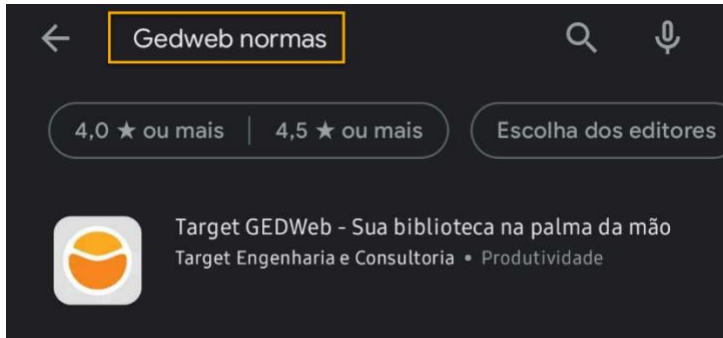 Gedweb normas
4,0 ★ ou mais | 4,5 ★ ou mais Escolha dos editores
Target GEDWeb - Sua biblioteca na palma da mão
Target Engenharia e Consultoria • Produtividade